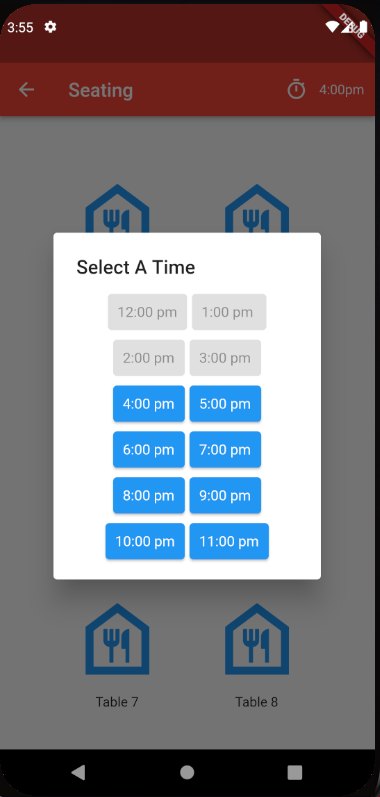 3:55
DEBUG
Seating 4:00pm
Select A Time
12:00 pm 1:00 pm
2:00 pm 3:00 pm
4:00 pm 5:00 pm
6:00 pm 7:00 pm
8:00 pm 9:00 pm
10:00 pm 11:00 pm
Table 7 Table 8